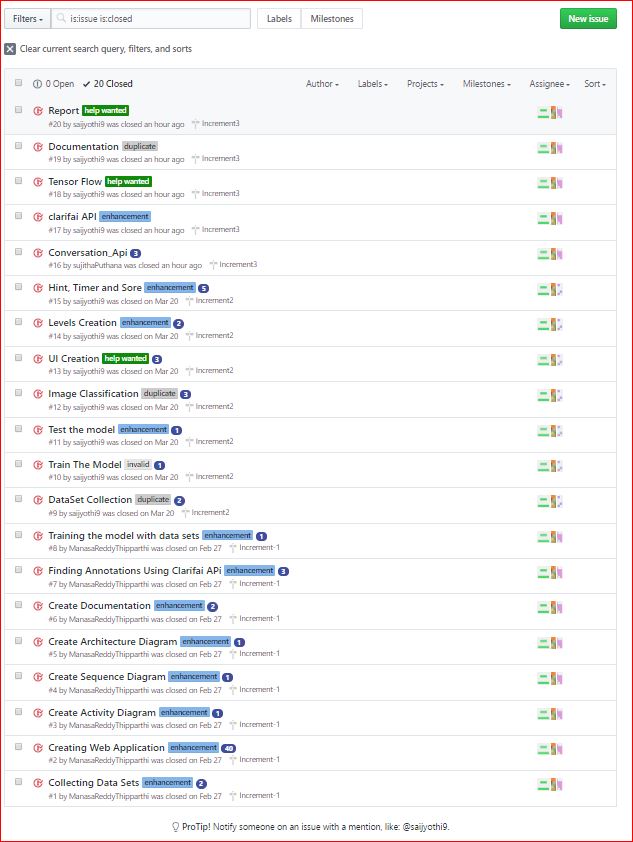 Filters is:issue is:closed Labels Milestones New issue
Clear current search query, filters, and sorts
0 Open 20 Closed Author Labels Projects Milestones Assignee Sort
Report help wanted
#20 by saijyothi9 was closed an hour ago Increment3
Documentation duplicate
#19 by saijyothi9 was closed an hour ago Increment3
Tensor Flow help wanted
#18 by saijyothi9 was closed an hour ago Increment3
clarifai API enhancement
#17 by saijyothi9 was closed an hour ago Increment3
Conversation_Api 3
#16 by sujithaPuthana was closed an hour ago Increment3
Hint, Timer and Sore enhancement 5
#15 by saijyothi9 was closed on Mar 20 Increment2
Levels Creation enhancement 2
#14 by saijyothi9 was closed on Mar 20 Increment2
UI Creation help wanted 3
#13 by saijyothi9 was closed on Mar 20 Increment2
Image Classification duplicate 3
#12 by saijyothi9 was closed on Mar 20 Increment2
Test the model enhancement 1
#11 by saijyothi9 was closed on Mar 20 Increment2
Train The Model invalid 1
#10 by saijyothi9 was closed on Mar 20 Increment2
DataSet Collection duplicate 2
#9 by saijyothi9 was closed on Mar 20 Increment2
Training the model with data sets enhancement 1
#8 by ManasaReddyThipparthi was closed on Feb 27 Increment-1
Finding Annotations Using Clarifai APi enhancement 3
#7 by ManasaReddyThipparthi was closed on Feb 27 Increment-1
Create Documentation enhancement 2
#6 by ManasaReddyThipparthi was closed on Feb 27 Increment-1
Create Architecture Diagram enhancement 1
#5 by ManasaReddyThipparthi was closed on Feb 27 Increment-1
Create Sequence Diagram enhancement 1
#4 by ManasaReddyThipparthi was closed on Feb 27 Increment-1
Create Activity Diagram enhancement 1
#3 by ManasaReddyThipparthi was closed on Feb 27 Increment-1
Creating Web Application enhancement 40
#2 by ManasaReddyThipparthi was closed on Feb 27 Increment-1
Collecting Data Sets enhancement 2
#1 by ManasaReddyThipparthi was closed on Feb 27 Increment-1
ProTip! Notify someone on an issue with a mention, like: @saijyothi9.